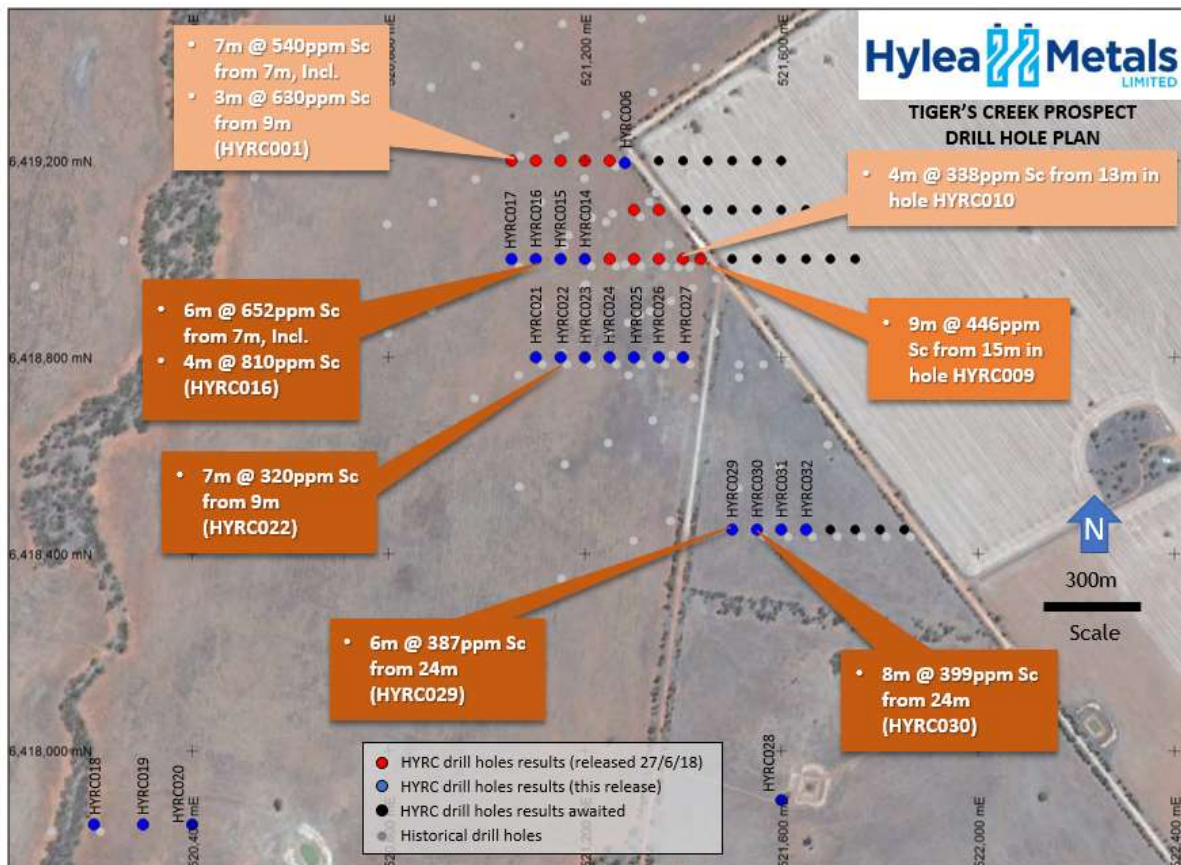 Hylea Metals
LIMITED
TIGER'S CREEK PROSPECT
DRILL HOLE PLAN
• 7m @ 540ppm Sc
from 7m, Incl.
• 3m @ 630ppm Sc
from 9m
(HYRC001)
521,200 mE
521,600 mE
HYRC006
6,419,200 mN
• 4m @ 338ppm Sc from 13m in
hole HYRC010
HYRC017
HYRC016
HYRC015
HYRC014
• 6m @ 652ppm Sc
from 7m, Incl.
• 4m @ 810ppm Sc
(HYRC016)
HYRC021
HYRC022
HYRC023
HYRC024
HYRC025
HYRC026
HYRC027
• 9m @ 446ppm
Sc from 15m in
hole HYRC009
6,418,800 mN
• 7m @ 320ppm Sc
from 9m
(HYRC022)
HYRC029
HYRC030
HYRC031
HYRC032
6,418,400 mN
N
300m
Scale
• 6m @ 387ppm Sc
from 24m
(HYRC029)
• 8m @ 399ppm Sc
from 24m
(HYRC030)
6,418,000 mN
HYRC018
HYRC019
HYRC020
HYRC028
HYRC drill holes results (released 27/6/18)
HYRC drill holes results (this release)
HYRC drill holes results awaited
Historical drill holes
520,400 mE
521,600 mE
522,000 mE
522,400 mE